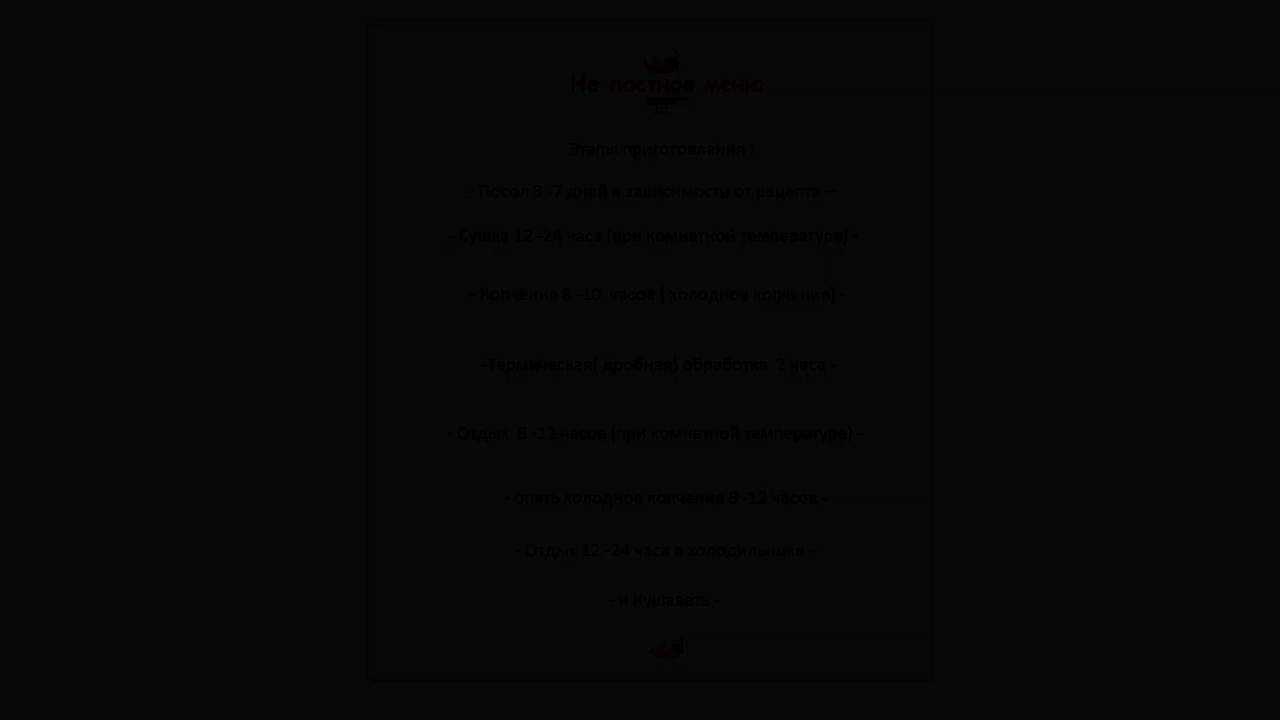 Не постное меню
Этапы приготовления :
- Посол 3 -7 дней в зависимости от рецепта –
- Сушка 12 -24 часа (при комнатной температуре) -
- Копчение 8 -10 часов ( холодное копчение) -
-Термическая( дробная) обработка 2 часа -
- Отдых 8 -12 часов (при комнатной температуре) –
- опять холодное копчение 8 -12 часов -
- Отдых 12 -24 часа в холодильнике –
- и Кушаать -